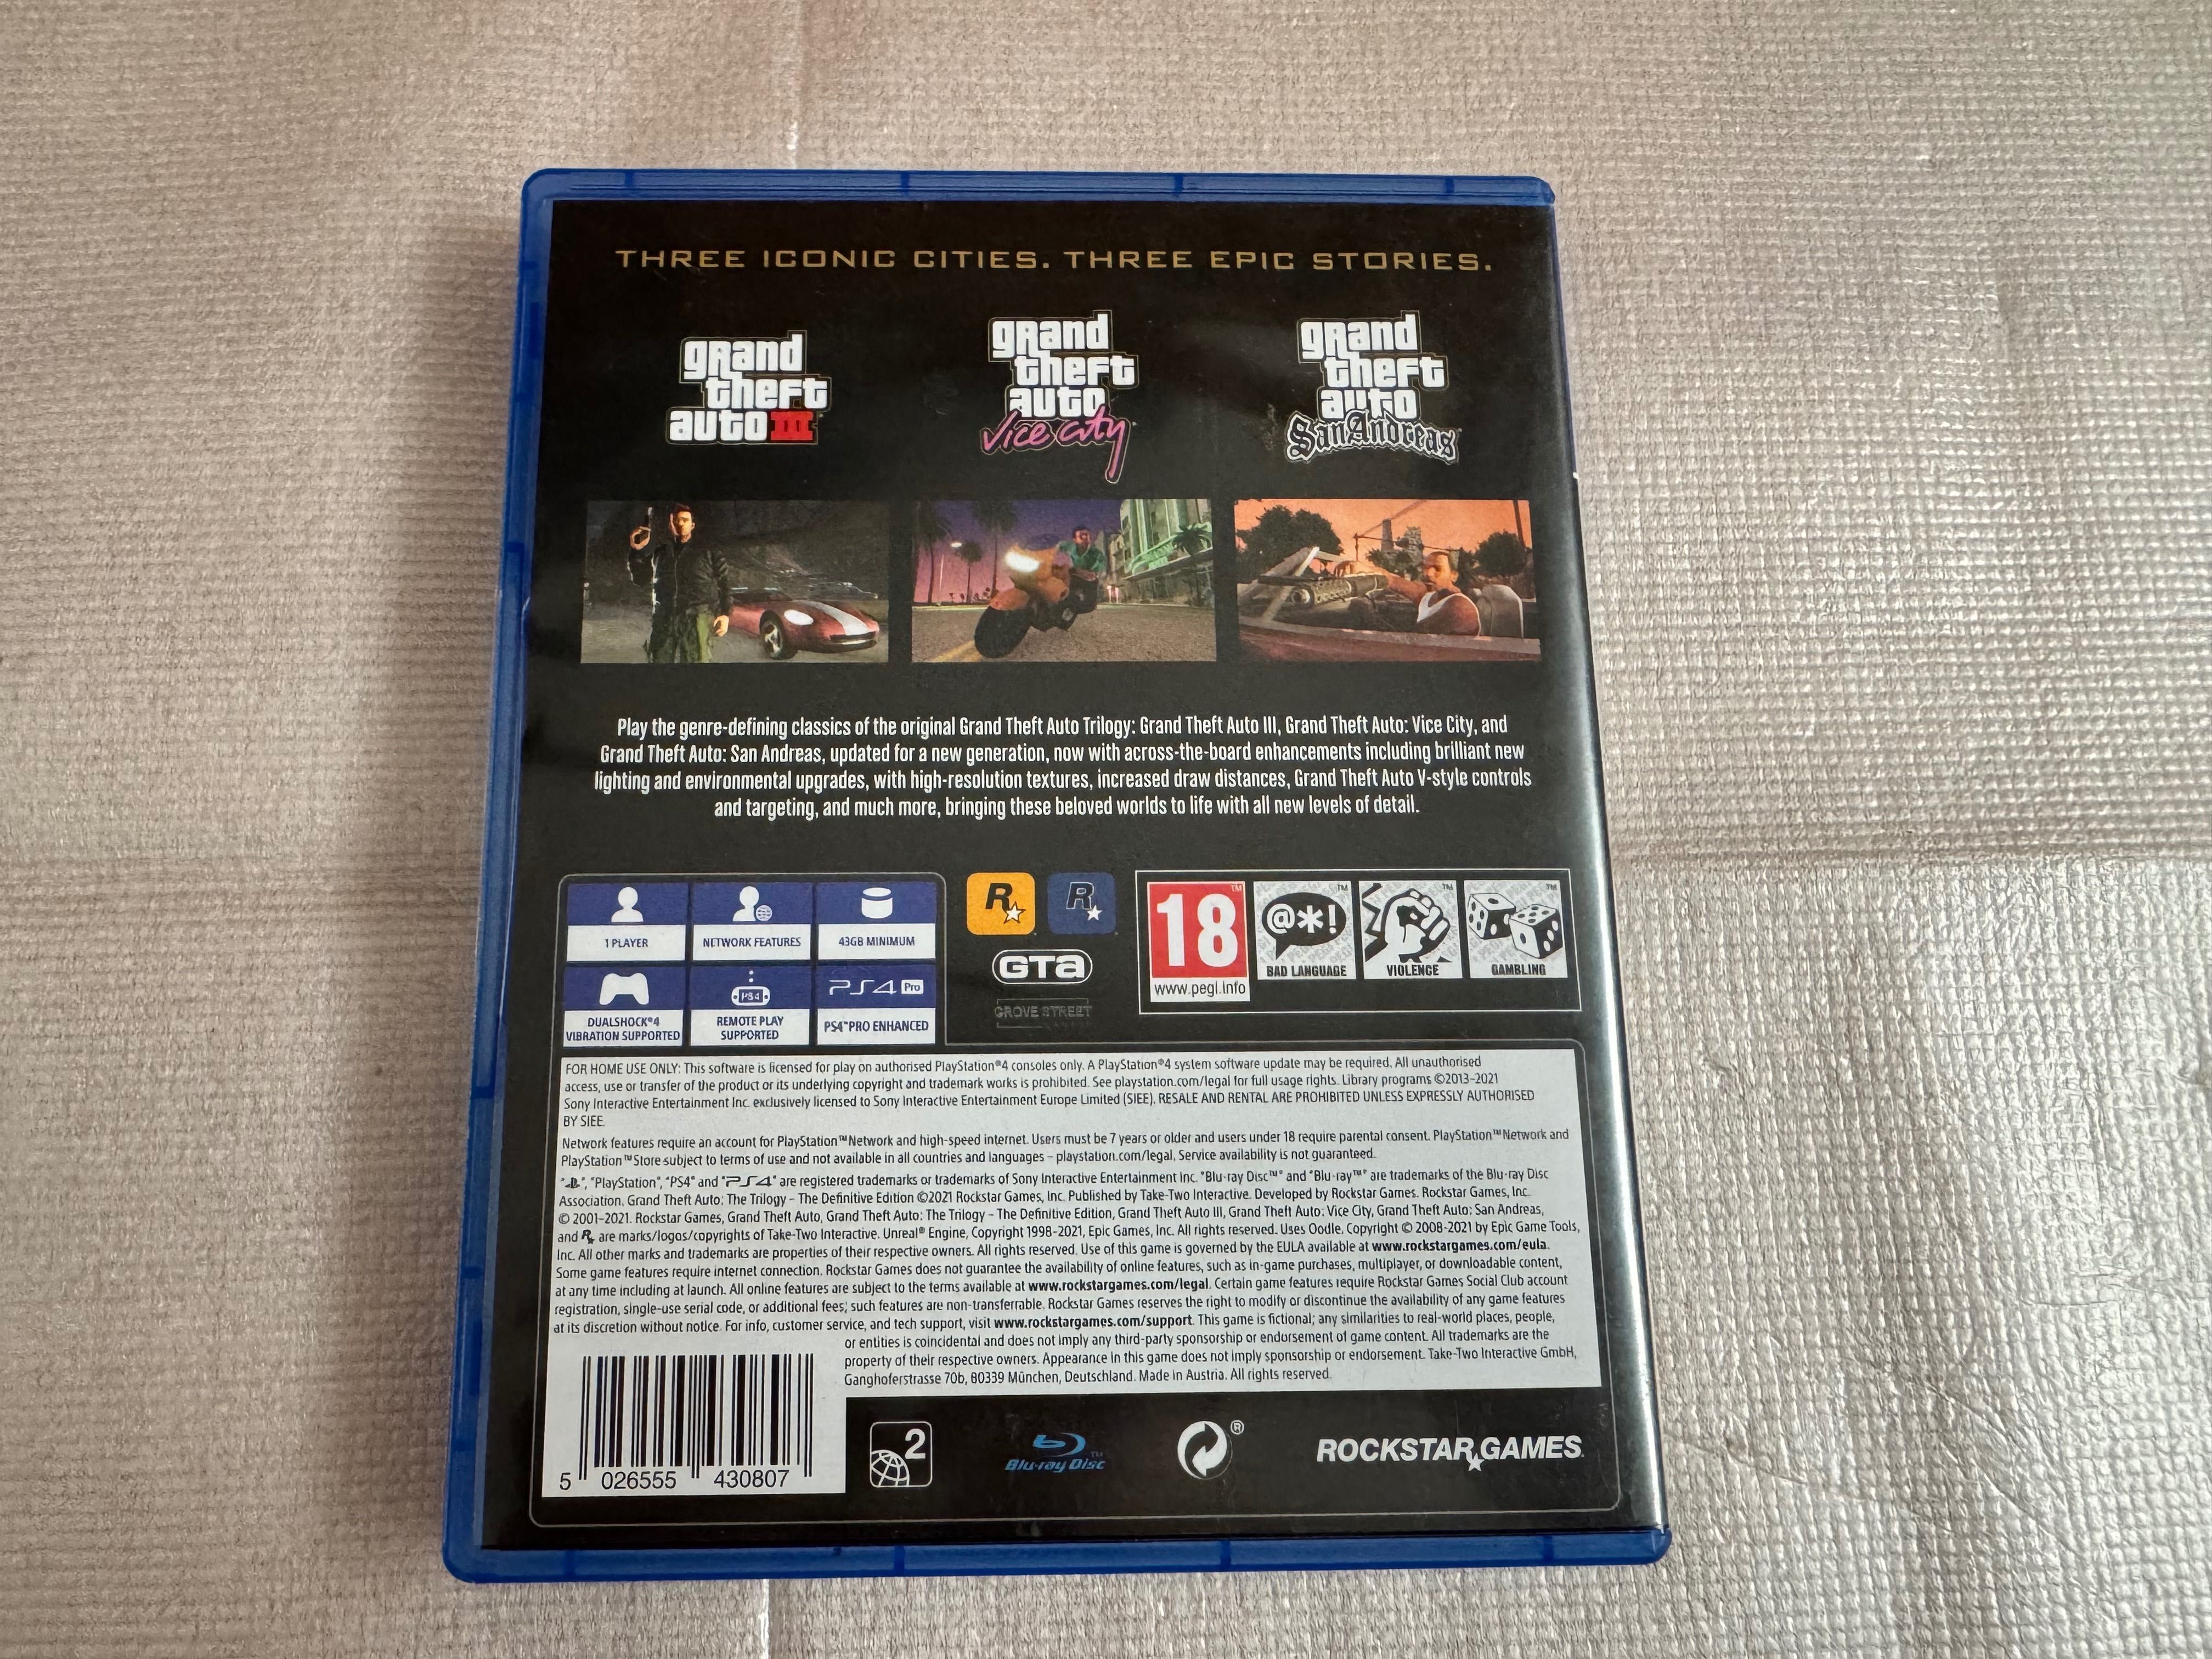 THREE ICONIC CITIES. THREE EPIC STORIES.
grand
theft
auto III
grand
theft
auto
Vice City
grand
theft
auto
San Andreas
Play the genre-defining classics of the original Grand Theft Auto Trilogy: Grand Theft Auto III, Grand Theft Auto: Vice City, and
Grand Theft Auto: San Andreas, updated for a new generation, now with across-the-board enhancements including brilliant new
lighting and environmental upgrades, with high-resolution textures, increased draw distances, Grand Theft Auto V-style controls
and targeting, and much more, bringing these beloved worlds to life with all new levels of detail.
1 PLAYER
NETWORK FEATURES
43GB MINIMUM
DUALSHOCK®4
VIBRATION SUPPORTED
PS4
REMOTE PLAY
SUPPORTED
PS4 Pro
PS4™PRO ENHANCED
R
R
GTA
GROVE STREET
GAMES
18™
www.pegi.info
@*!™
BAD LANGUAGE
™
VIOLENCE
™
GAMBLING
FOR HOME USE ONLY: This software is licensed for play on authorised PlayStation®4 consoles only. A PlayStation®4 system software update may be required. All unauthorised
access, use or transfer of the product or its underlying copyright and trademark works is prohibited. See playstation.com/legal for full usage rights. Library programs ©2013-2021
Sony Interactive Entertainment Inc. exclusively licensed to Sony Interactive Entertainment Europe Limited (SIEE). RESALE AND RENTAL ARE PROHIBITED UNLESS EXPRESSLY AUTHORISED
BY SIEE.
Network features require an account for PlayStation™Network and high-speed internet. Users must be 7 years or older and users under 18 require parental consent. PlayStation™Network and
PlayStation™Store subject to terms of use and not available in all countries and languages – playstation.com/legal. Service availability is not guaranteed.
" ", "PlayStation", "PS4" and "PS4" are registered trademarks or trademarks of Sony Interactive Entertainment Inc. "Blu-ray Disc™" and "Blu-ray™" are trademarks of the Blu-ray Disc
Association. Grand Theft Auto: The Trilogy – The Definitive Edition ©2021 Rockstar Games, Inc. Published by Take-Two Interactive. Developed by Rockstar Games. Rockstar Games, Inc.
© 2001-2021. Rockstar Games, Grand Theft Auto, Grand Theft Auto: The Trilogy – The Definitive Edition, Grand Theft Auto III, Grand Theft Auto: Vice City, Grand Theft Auto: San Andreas,
and R are marks/logos/copyrights of Take-Two Interactive. Unreal® Engine, Copyright 1998-2021, Epic Games, Inc. All rights reserved. Uses Oodle. Copyright © 2008-2021 by Epic Game Tools,
Inc. All other marks and trademarks are properties of their respective owners. All rights reserved. Use of this game is governed by the EULA available at www.rockstargames.com/eula.
Some game features require internet connection. Rockstar Games does not guarantee the availability of online features, such as in-game purchases, multiplayer, or downloadable content,
at any time including at launch. All online features are subject to the terms available at www.rockstargames.com/legal. Certain game features require Rockstar Games Social Club account
registration, single-use serial code, or additional fees; such features are non-transferrable. Rockstar Games reserves the right to modify or discontinue the availability of any game features
at its discretion without notice. For info, customer service, and tech support, visit www.rockstargames.com/support. This game is fictional; any similarities to real-world places, people,
or entities is coincidental and does not imply any third-party sponsorship or endorsement of game content. All trademarks are the
property of their respective owners. Appearance in this game does not imply sponsorship or endorsement. Take-Two Interactive GmbH,
Ganghoferstrasse 70b, 80339 München, Deutschland. Made in Austria. All rights reserved.
5 026555 430807
2
Blu-ray Disc™
®
ROCKSTAR GAMES